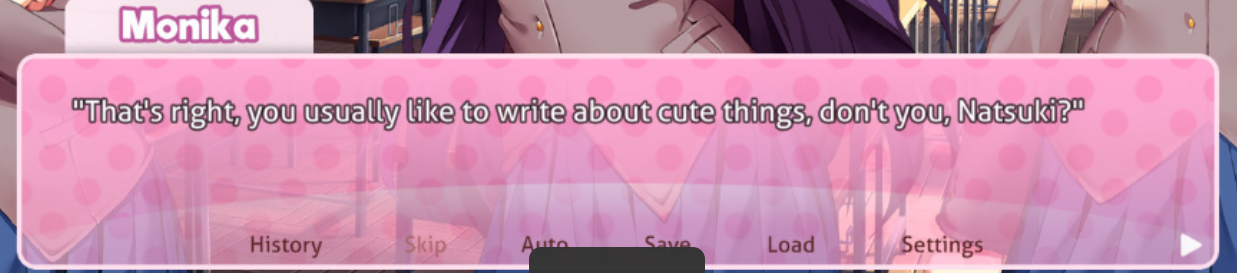 Monika
"That's right, you usually like to write about cute things, don't you, Natsuki?"
History Skip Auto Save Load Settings